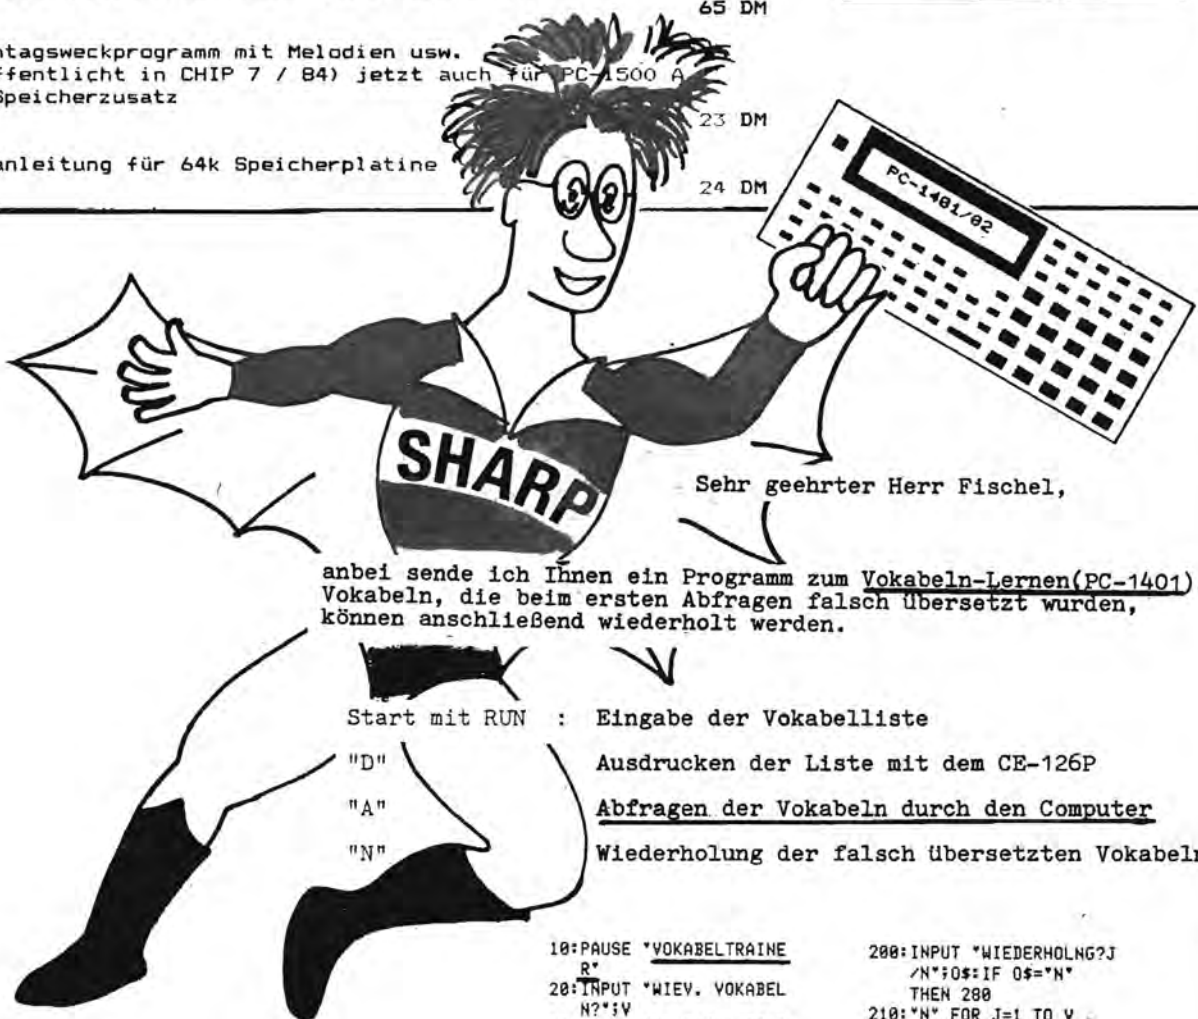 65 DM
ntagsweckprogramm mit Melodien usw.
ffentlicht in CHIP 7 / 84) jetzt auch für PC-1500 A
Speicherzusatz
23 DM
anleitung für 64k Speicherplatine
24 DM
PC-1401/02
SHARP
Sehr geehrter Herr Fischel,
anbei sende ich Ihnen ein Programm zum Vokabeln-Lernen(PC-1401)
Vokabeln, die beim ersten Abfragen falsch übersetzt wurden,
können anschließend wiederholt werden.
Start mit RUN : Eingabe der Vokabelliste
"D" Ausdrucken der Liste mit dem CE-126P
"A" Abfragen der Vokabeln durch den Computer
"N" Wiederholung der falsch übersetzten Vokabeln
10:PAUSE "VOKABELTRAINE
R"
20:INPUT "WIEV. VOKABEL
N?";V
200:INPUT "WIEDERHOLNG?J
/N";O$:IF O$="N"
THEN 280
210:"N" FOR J=1 TO V